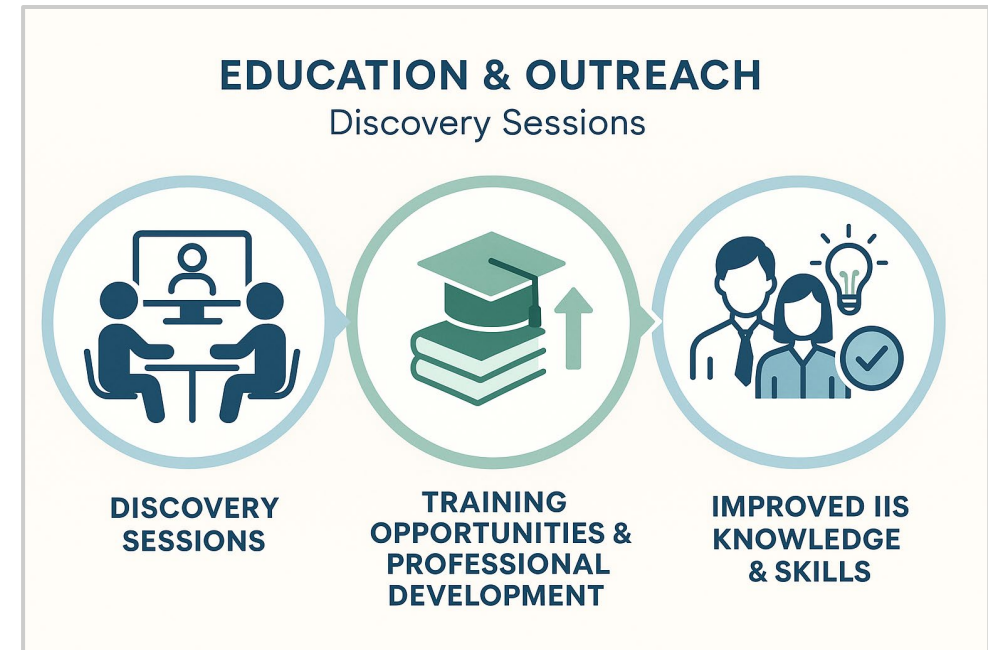 EDUCATION & OUTREACH
Discovery Sessions
DISCOVERY
SESSIONS
TRAINING
OPPORTUNITIES &
PROFESSIONAL
DEVELOPMENT
IMPROVED IIS
KNOWLEDGE
& SKILLS